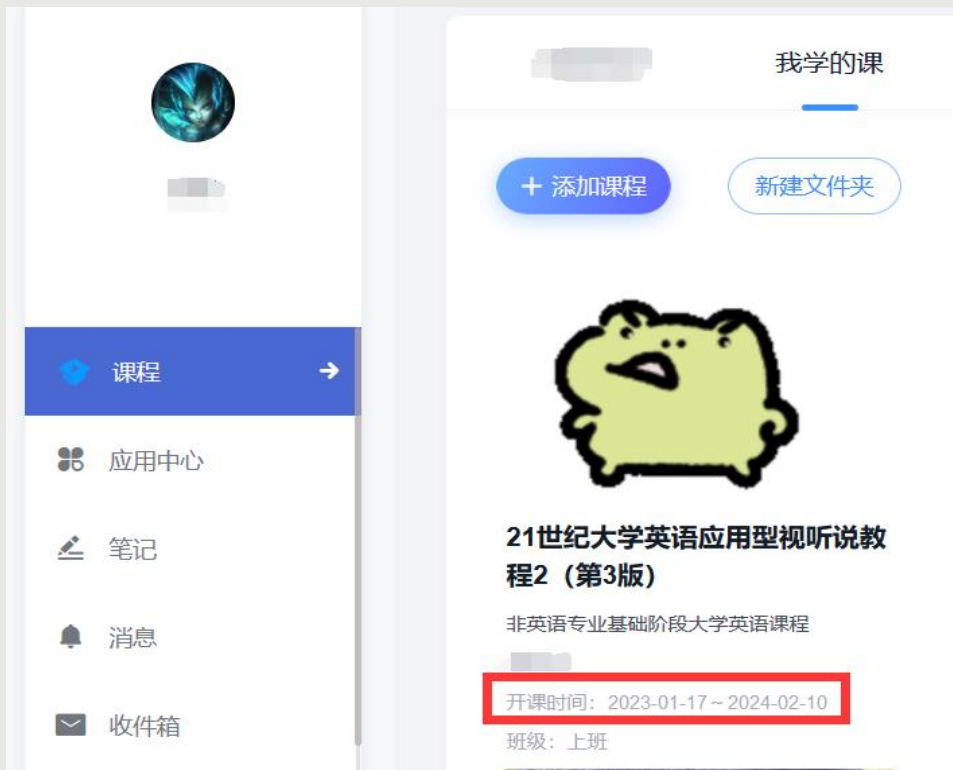 我学的课
+ 添加课程
新建文件夹
课程
应用中心
笔记
消息
收件箱
21世纪大学英语应用型视听说教
程2（第3版）
非英语专业基础阶段大学英语课程
开课时间：2023-01-17～2024-02-10
班级：上班